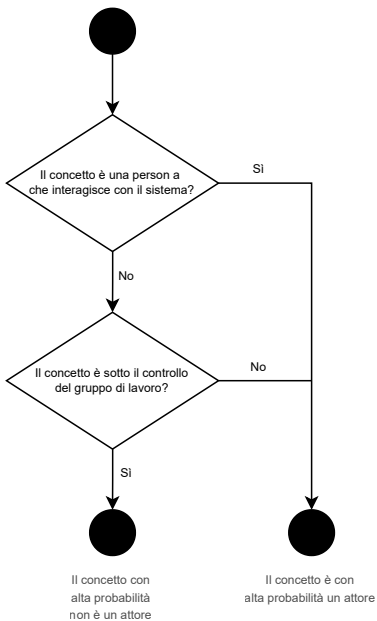 Il concetto è una person a
che interagisce con il sistema?
Sì
No
Il concetto è sotto il controllo
del gruppo di lavoro?
No
Sì
Il concetto con
alta probabilità
non è un attore
Il concetto è con
alta probabilità un attore